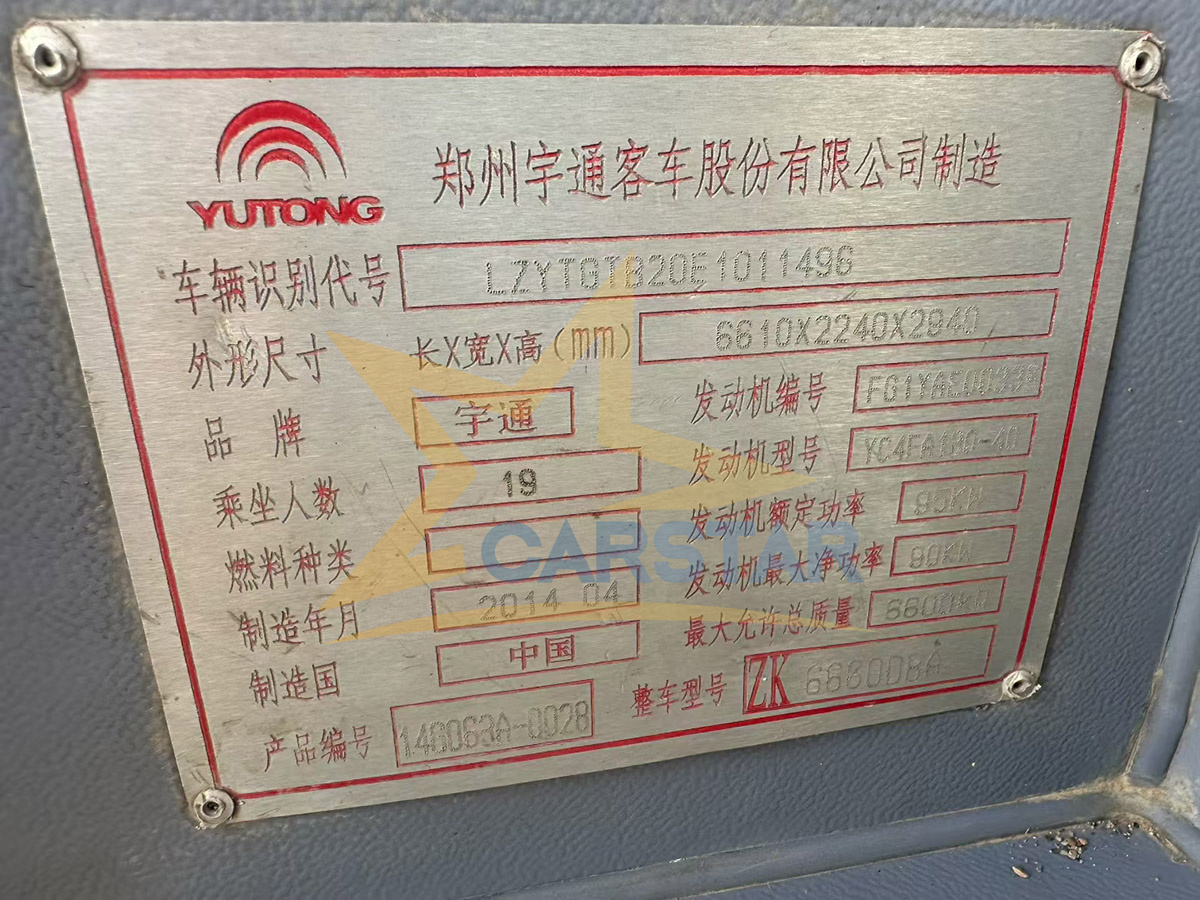 YUTONG
郑州宇通客车股份有限公司制造
车辆识别代号 LZYTGTB20E1011496
外形尺寸 长X宽X高(mm) 6610X2240X2940
品 牌 宇通 发动机编号
乘坐人数 19 发动机型号
燃料种类 发动机额定功率
制造年月 2014 04 发动机最大净功率 90KW
制造国 中国 最大允许总质量
产品编号 14G063A-0028 整车型号 ZK
CARSTAR